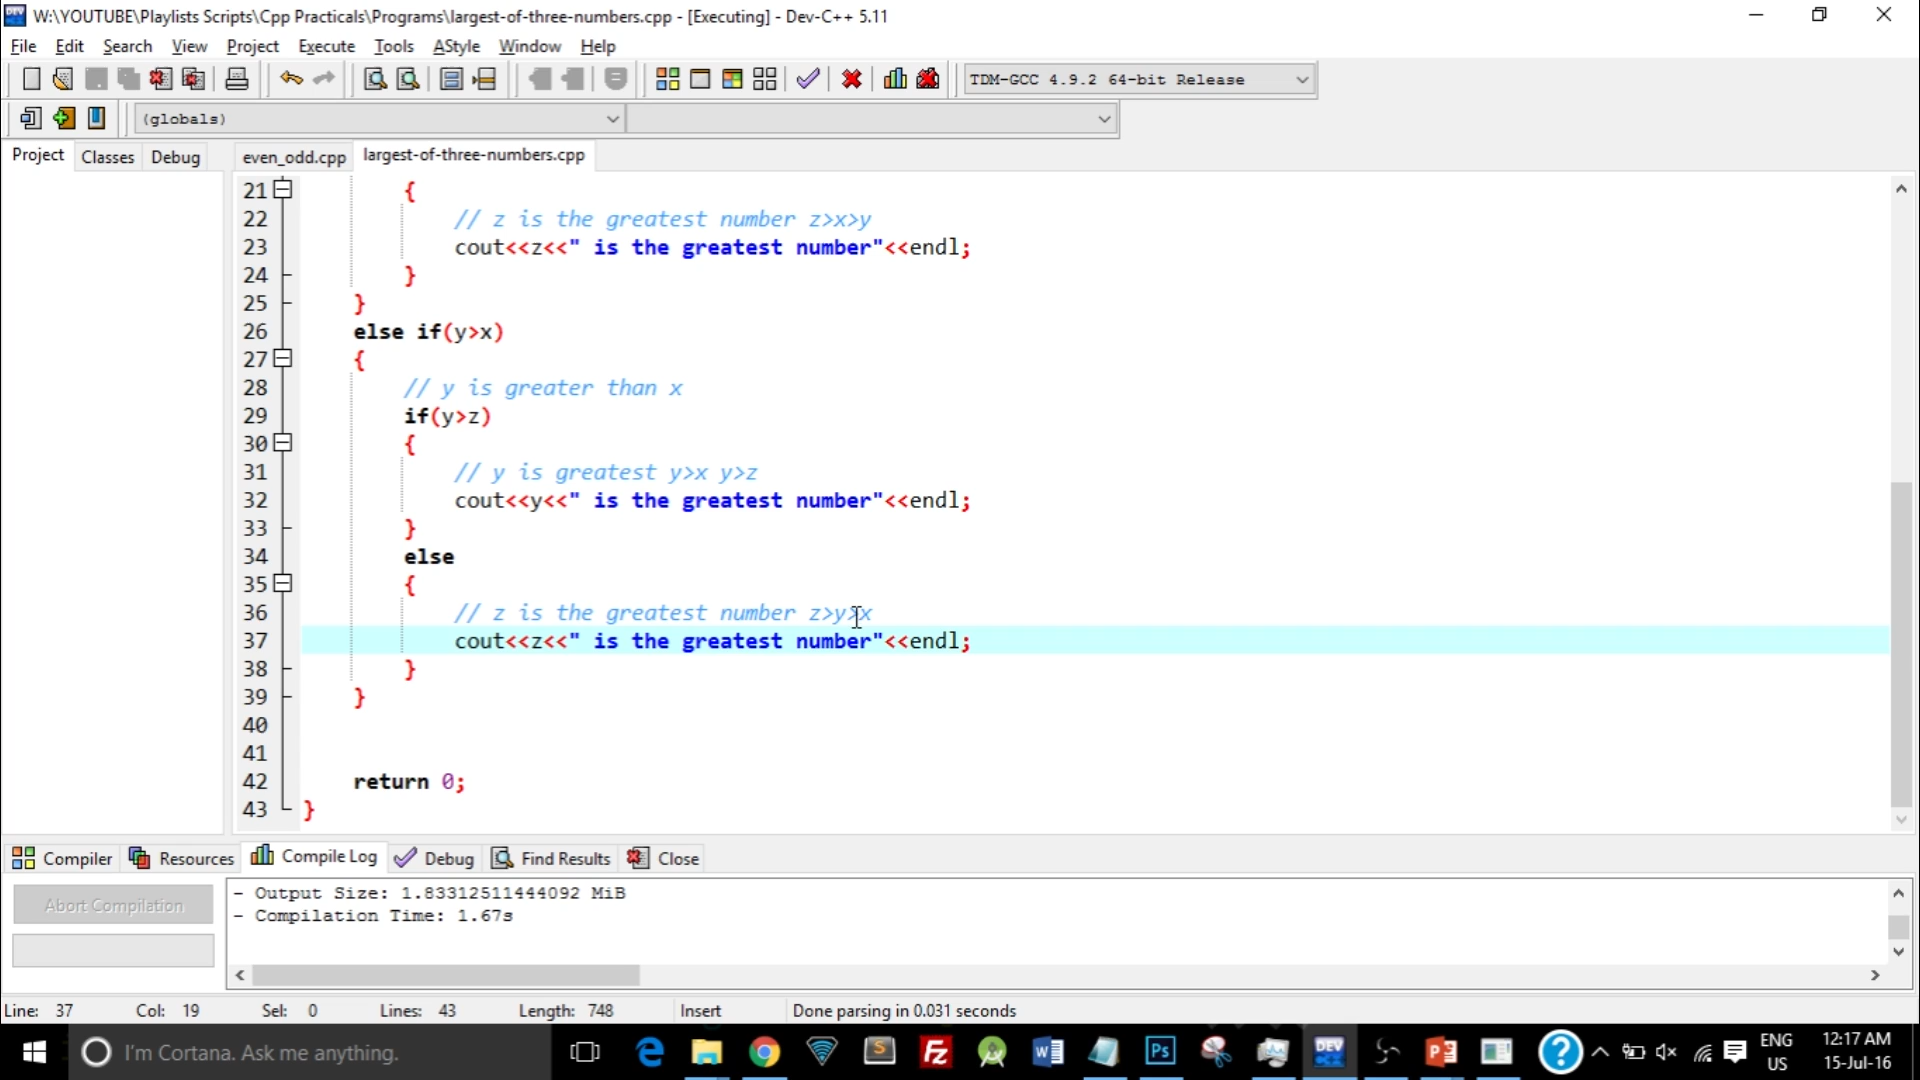 W:\YOUTUBE\Playlists Scripts\Cpp Practicals\Programs\largest-of-three-numbers.cpp - [Executing] - Dev-C++ 5.11
File Edit Search View Project Execute Tools AStyle Window Help
TDM-GCC 4.9.2 64-bit Release
(globals)
Project Classes Debug even_odd.cpp largest-of-three-numbers.cpp
21 {
22 // z is the greatest number z>x>y
23 cout<<z<<" is the greatest number"<<endl;
24 }
25 }
26 else if(y>x)
27 {
28 // y is greater than x
29 if(y>z)
30 {
31 // y is greatest y>x y>z
32 cout<<y<<" is the greatest number"<<endl;
33 }
34 else
35 {
36 // z is the greatest number z>y>x
37 cout<<z<<" is the greatest number"<<endl;
38 }
39 }
40
41
42 return 0;
43 }
Compiler Resources Compile Log Debug Find Results Close
Abort Compilation
- Output Size: 1.83312511444092 MiB
- Compilation Time: 1.67s
Line: 37 Col: 19 Sel: 0 Lines: 43 Length: 748 Insert Done parsing in 0.031 seconds
I'm Cortana. Ask me anything.
ENG 12:17 AM
US 15-Jul-16